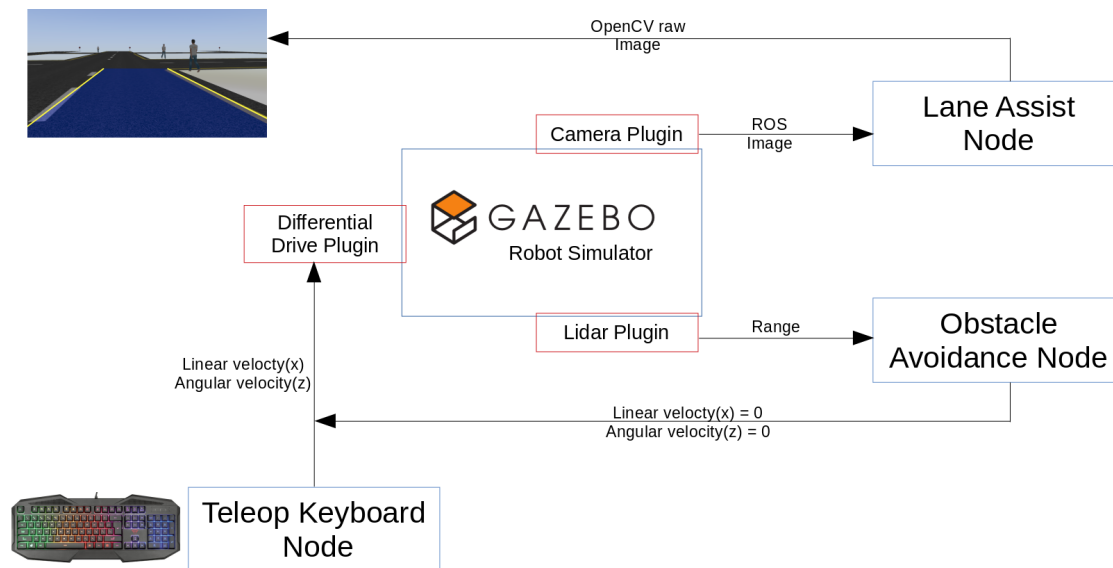 OpenCV raw
Image
Lane Assist
Node
Camera Plugin
ROS
Image
Differential
Drive Plugin
GAZEBO
Robot Simulator
Lidar Plugin
Range
Obstacle
Avoidance Node
Linear velocty(x)
Angular velocity(z)
Linear velocty(x) = 0
Angular velocity(z) = 0
Teleop Keyboard
Node